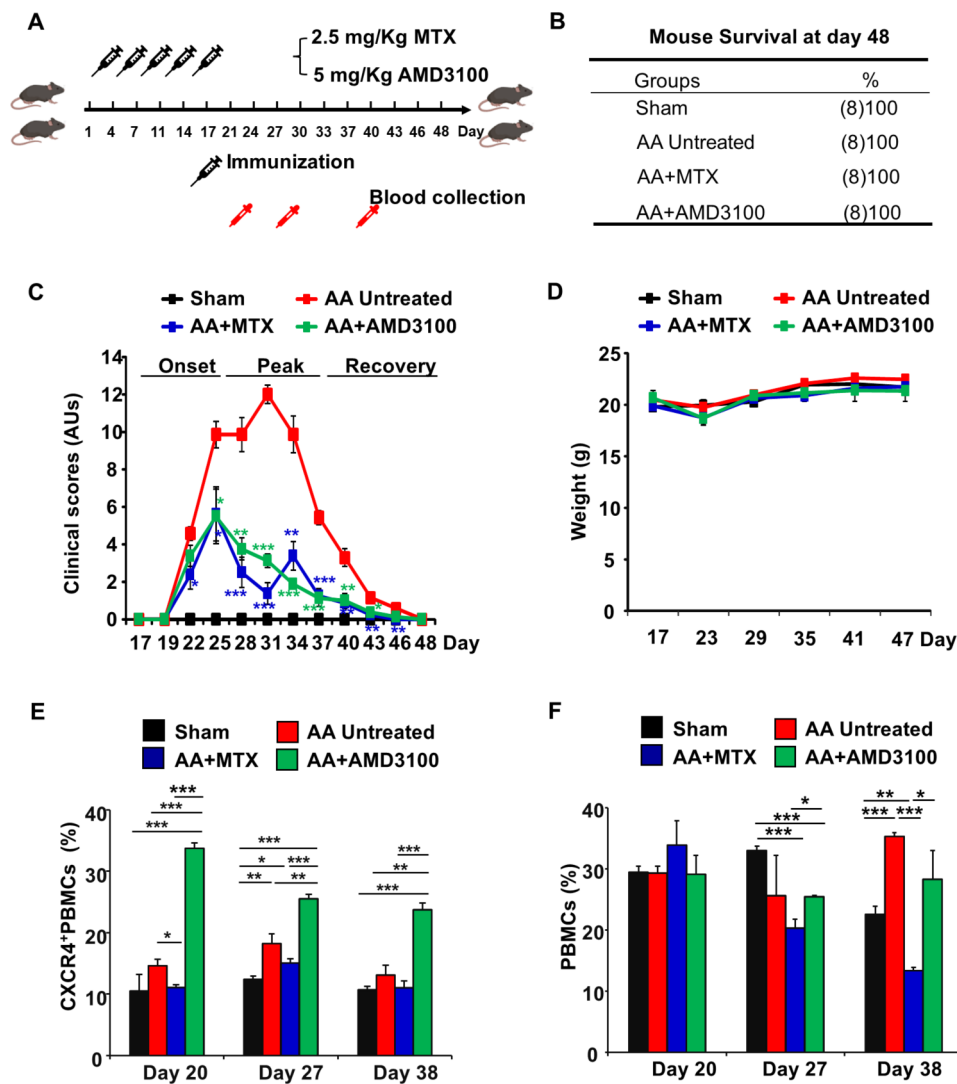 A
2.5 mg/Kg MTX
5 mg/Kg AMD3100
1 4 7 11 14 17 21 24 27 30 33 37 40 43 46 48 Day
Immunization
Blood collection
B
Mouse Survival at day 48
Groups %
Sham (8)100
AA Untreated (8)100
AA+MTX (8)100
AA+AMD3100 (8)100
C
Sham AA Untreated
AA+MTX AA+AMD3100
Onset Peak Recovery
Clinical scores (AUs)
14
12
10
8
6
4
2
0
* * * ** *** *** *** ** *** *** *** ** ** * ** **
17 19 22 25 28 31 34 37 40 43 46 48 Day
D
Sham AA Untreated
AA+MTX AA+AMD3100
Weight (g)
25
20
15
10
5
0
17 23 29 35 41 47 Day
E
Sham AA Untreated
AA+MTX AA+AMD3100
CXCR4+PBMCs (%)
40
30
20
10
0
***
***
***
*
***
* ***
** **
***
**
***
Day 20 Day 27 Day 38
F
Sham AA Untreated
AA+MTX AA+AMD3100
PBMCs (%)
40
30
20
10
0
*
***
***
** *
*** ***
Day 20 Day 27 Day 38